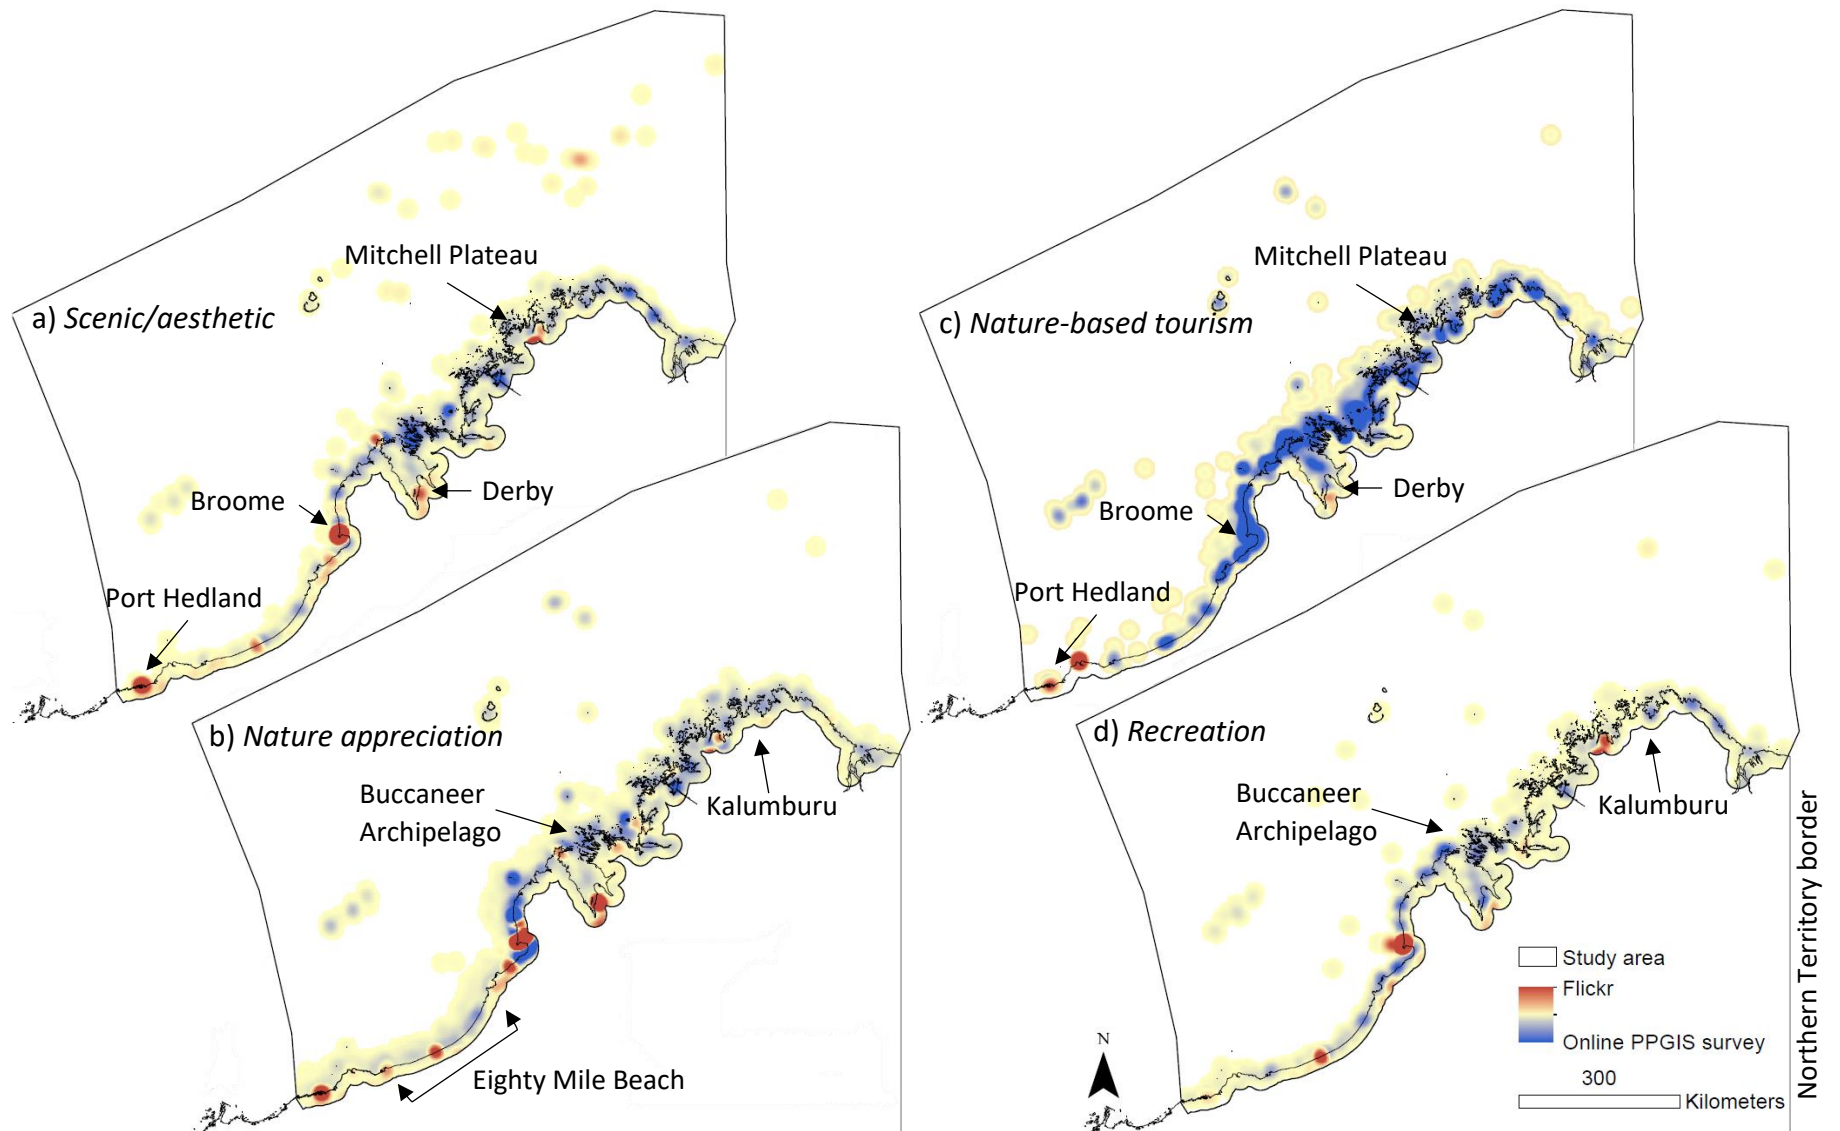 a) Scenic/aesthetic
Mitchell Plateau
Broome
Derby
Port Hedland
c) Nature-based tourism
Mitchell Plateau
Broome
Derby
Port Hedland
b) Nature appreciation
Buccaneer
Archipelago
Kalumburu
Eighty Mile Beach
d) Recreation
Buccaneer
Archipelago
Kalumburu
N
Study area
Flickr
Online PPGIS survey
300
Kilometers
Northern Territory border